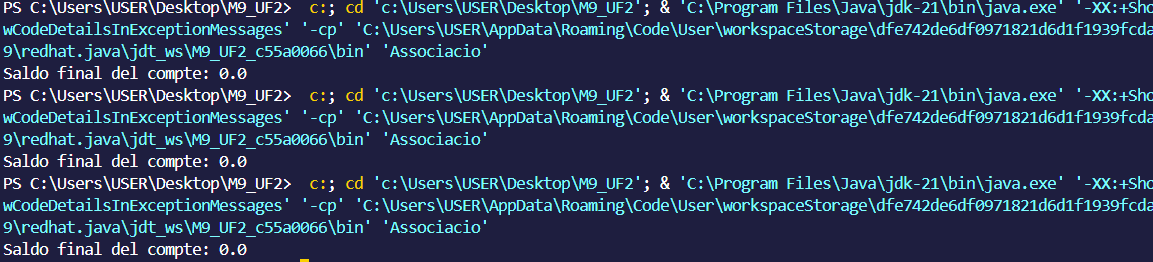 PS C:\Users\USER\Desktop\M9_UF2>  c:; cd 'c:\Users\USER\Desktop\M9_UF2'; & 'C:\Program Files\Java\jdk-21\bin\java.exe' '-XX:+Sho
wCodeDetailsInExceptionMessages' '-cp' 'C:\Users\USER\AppData\Roaming\Code\User\workspaceStorage\dfe742de6df0971821d6d1f1939fcda
9\redhat.java\jdt_ws\M9_UF2_c55a0066\bin' 'Associacio'
Saldo final del compte: 0.0
PS C:\Users\USER\Desktop\M9_UF2>  c:; cd 'c:\Users\USER\Desktop\M9_UF2'; & 'C:\Program Files\Java\jdk-21\bin\java.exe' '-XX:+Sho
wCodeDetailsInExceptionMessages' '-cp' 'C:\Users\USER\AppData\Roaming\Code\User\workspaceStorage\dfe742de6df0971821d6d1f1939fcda
9\redhat.java\jdt_ws\M9_UF2_c55a0066\bin' 'Associacio'
Saldo final del compte: 0.0
PS C:\Users\USER\Desktop\M9_UF2>  c:; cd 'c:\Users\USER\Desktop\M9_UF2'; & 'C:\Program Files\Java\jdk-21\bin\java.exe' '-XX:+Sho
wCodeDetailsInExceptionMessages' '-cp' 'C:\Users\USER\AppData\Roaming\Code\User\workspaceStorage\dfe742de6df0971821d6d1f1939fcda
9\redhat.java\jdt_ws\M9_UF2_c55a0066\bin' 'Associacio'
Saldo final del compte: 0.0